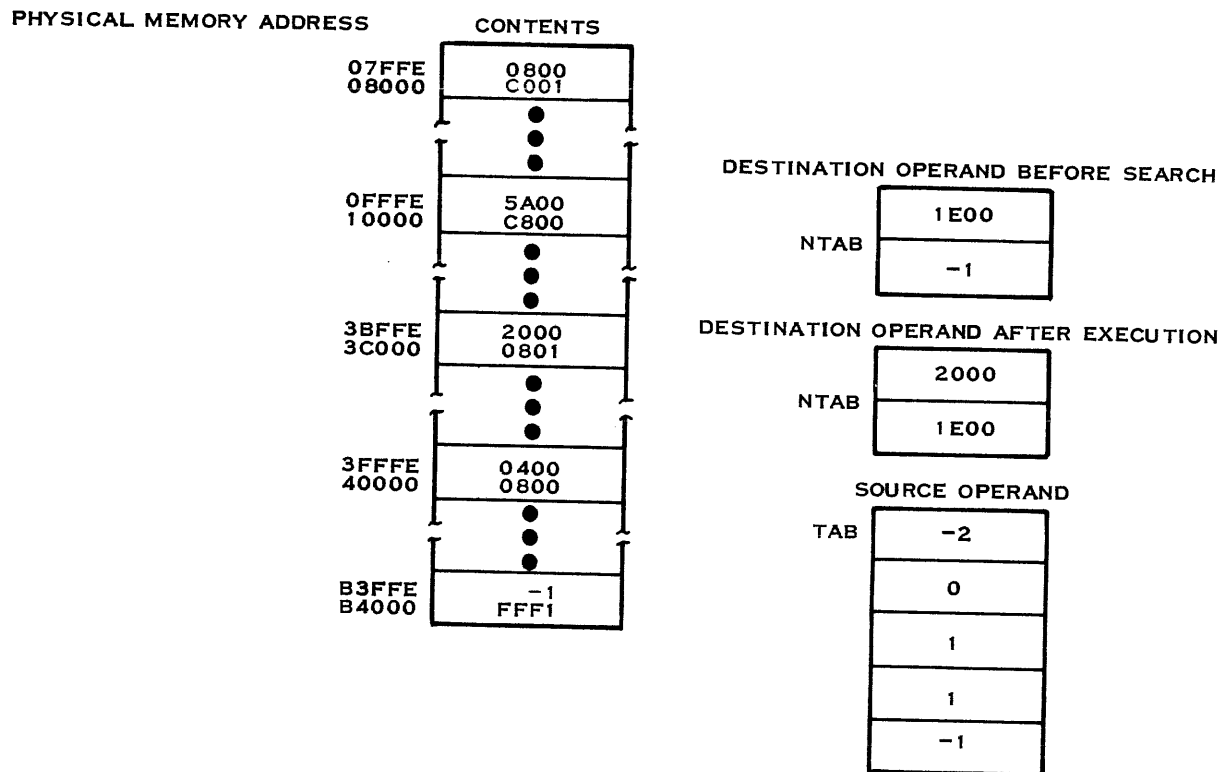 PHYSICAL MEMORY ADDRESS CONTENTS
07FFE 0800
08000 C001
0FFFE 5A00
10000 C800
3BFFE 2000
3C000 0801
3FFFE 0400
40000 0800
B3FFE -1
B4000 FFF1
DESTINATION OPERAND BEFORE SEARCH
1E00
NTAB
-1
DESTINATION OPERAND AFTER EXECUTION
2000
NTAB
1E00
SOURCE OPERAND
TAB -2
0
1
1
-1